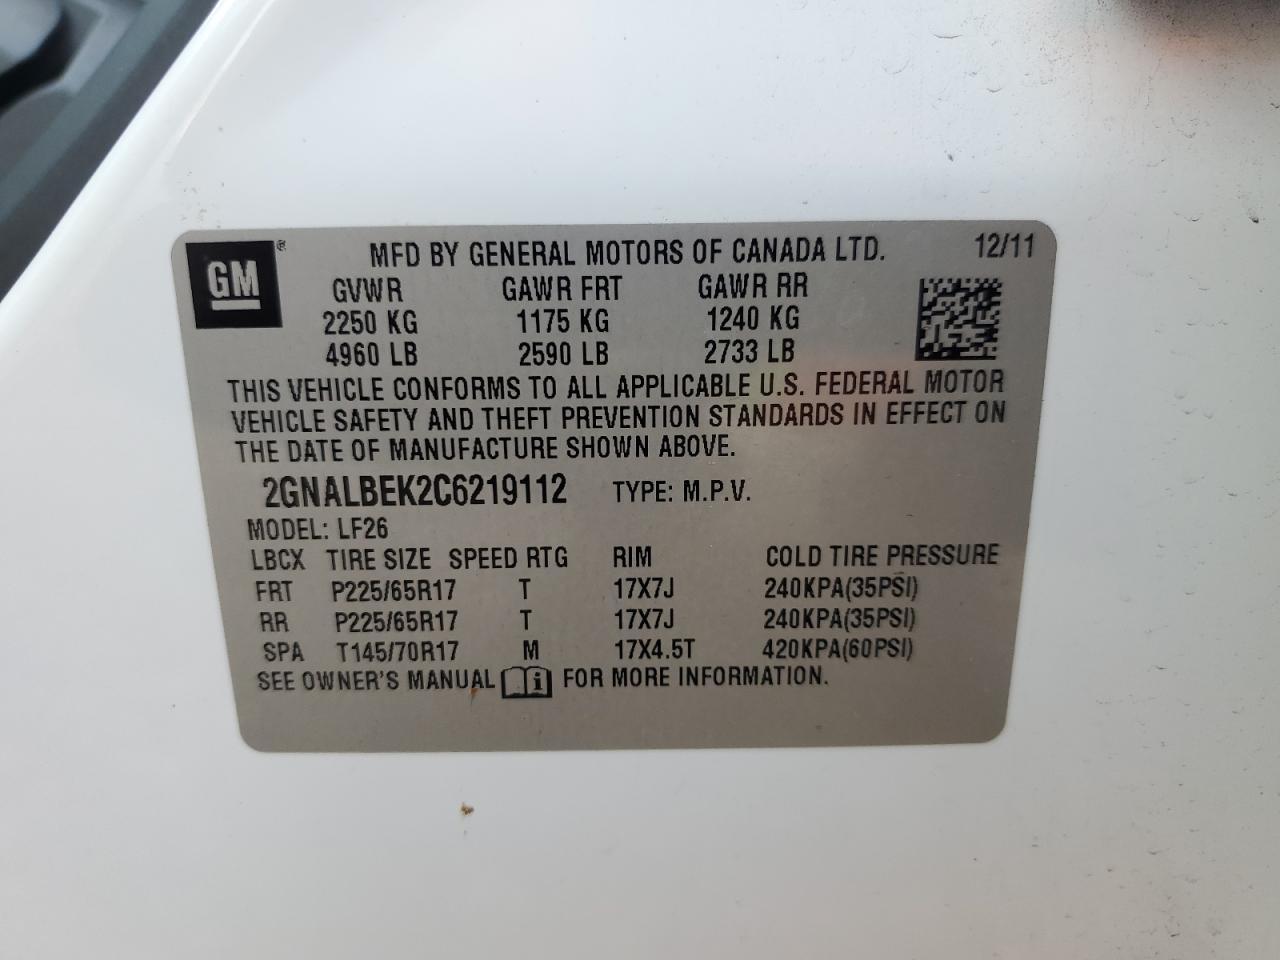 GM® MFD BY GENERAL MOTORS OF CANADA LTD. 12/11
GVWR GAWR FRT GAWR RR
2250 KG 1175 KG 1240 KG
4960 LB 2590 LB 2733 LB
THIS VEHICLE CONFORMS TO ALL APPLICABLE U.S. FEDERAL MOTOR
VEHICLE SAFETY AND THEFT PREVENTION STANDARDS IN EFFECT ON
THE DATE OF MANUFACTURE SHOWN ABOVE.
2GNALBEK2C6219112 TYPE: M.P.V.
MODEL: LF26
LBCX TIRE SIZE SPEED RTG RIM COLD TIRE PRESSURE
FRT P225/65R17 T 17X7J 240KPA(35PSI)
RR P225/65R17 T 17X7J 240KPA(35PSI)
SPA T145/70R17 M 17X4.5T 420KPA(60PSI)
SEE OWNER'S MANUAL i FOR MORE INFORMATION.